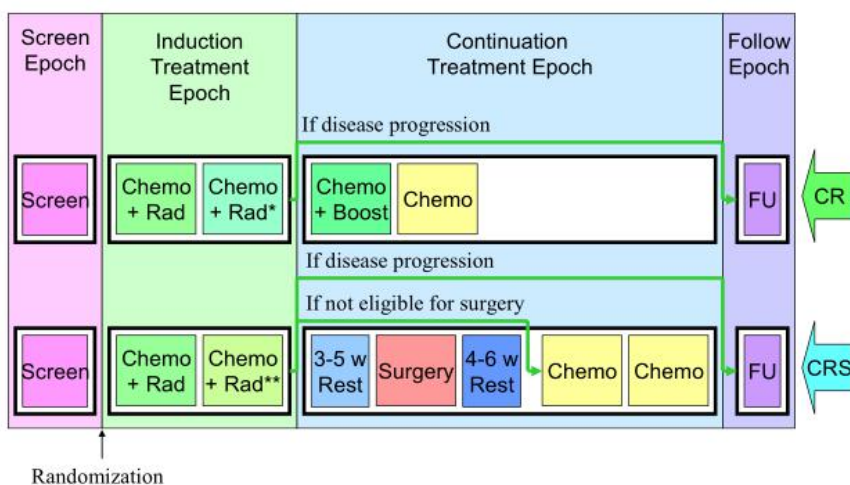 Screen
Epoch
Induction
Treatment
Epoch
Continuation
Treatment Epoch
Follow
Epoch
If disease progression
Screen
Chemo
+ Rad
Chemo
+ Rad*
Chemo
+ Boost
Chemo
FU
CR
If disease progression
If not eligible for surgery
Screen
Chemo
+ Rad
Chemo
+ Rad**
3-5 w
Rest
Surgery
4-6 w
Rest
Chemo
Chemo
FU
CRS
Randomization